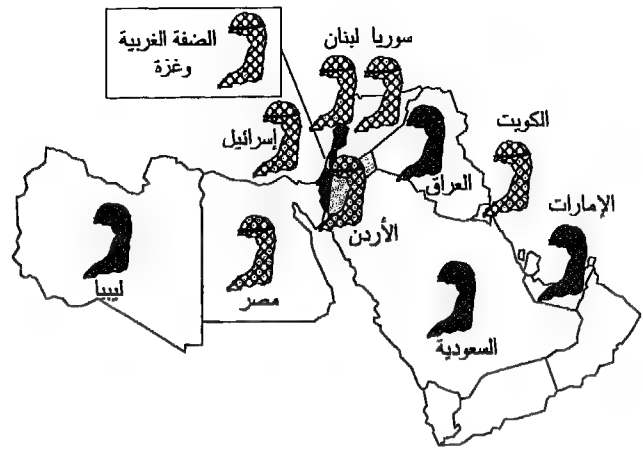 الضفة الغربية
وغزة
سوريا لبنان
إسرائيل
الكويت
العراق
الإمارات
الأردن
ليبيا
مصر
السعودية